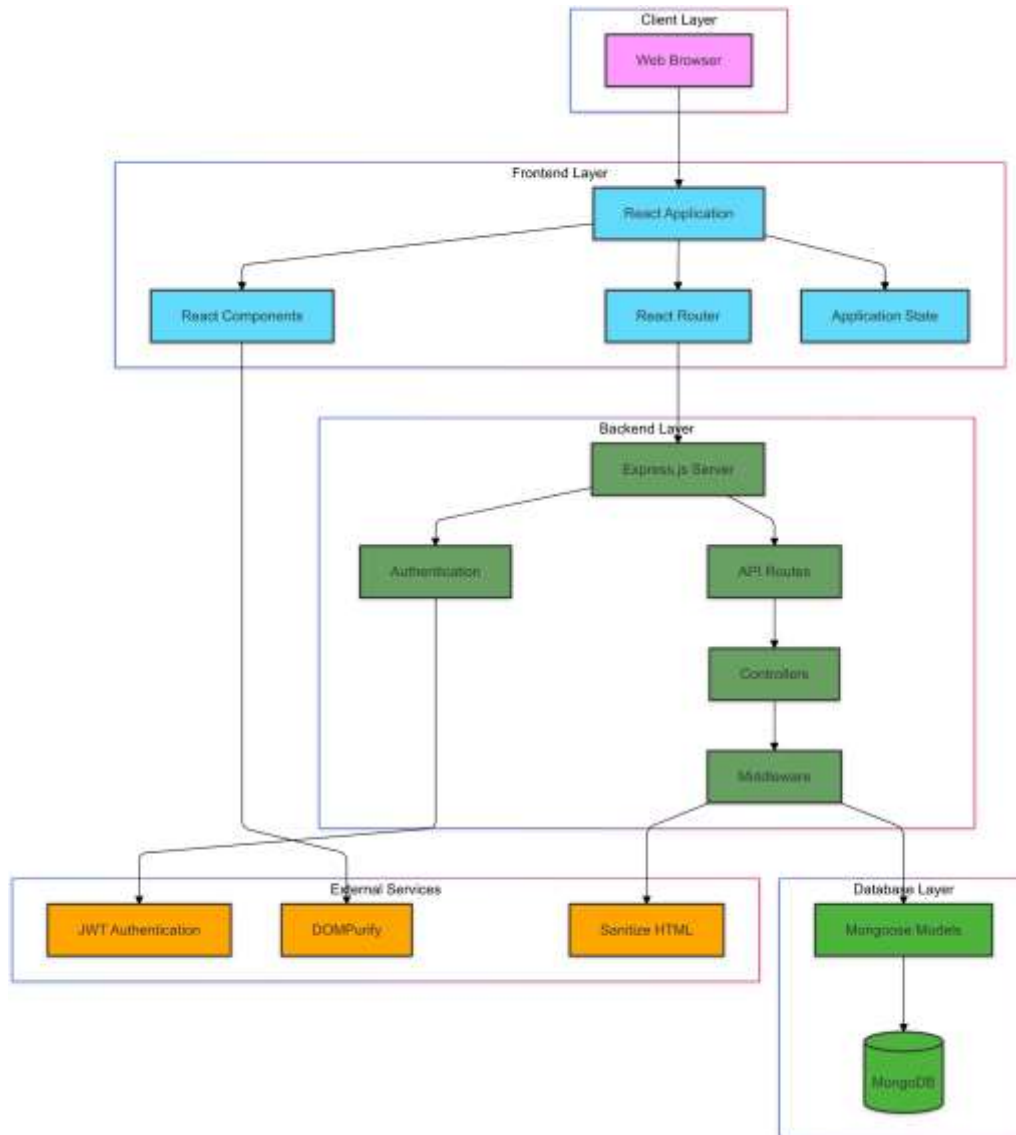 Client Layer
Web Browser
Frontend Layer
React Application
React Components
React Router
Application State
Backend Layer
Express.js Server
Authentication
API Routes
Controllers
Middleware
External Services
Database Layer
JWT Authentication
DOMPurify
Sanitize HTML
Mongoose Models
MongoDB